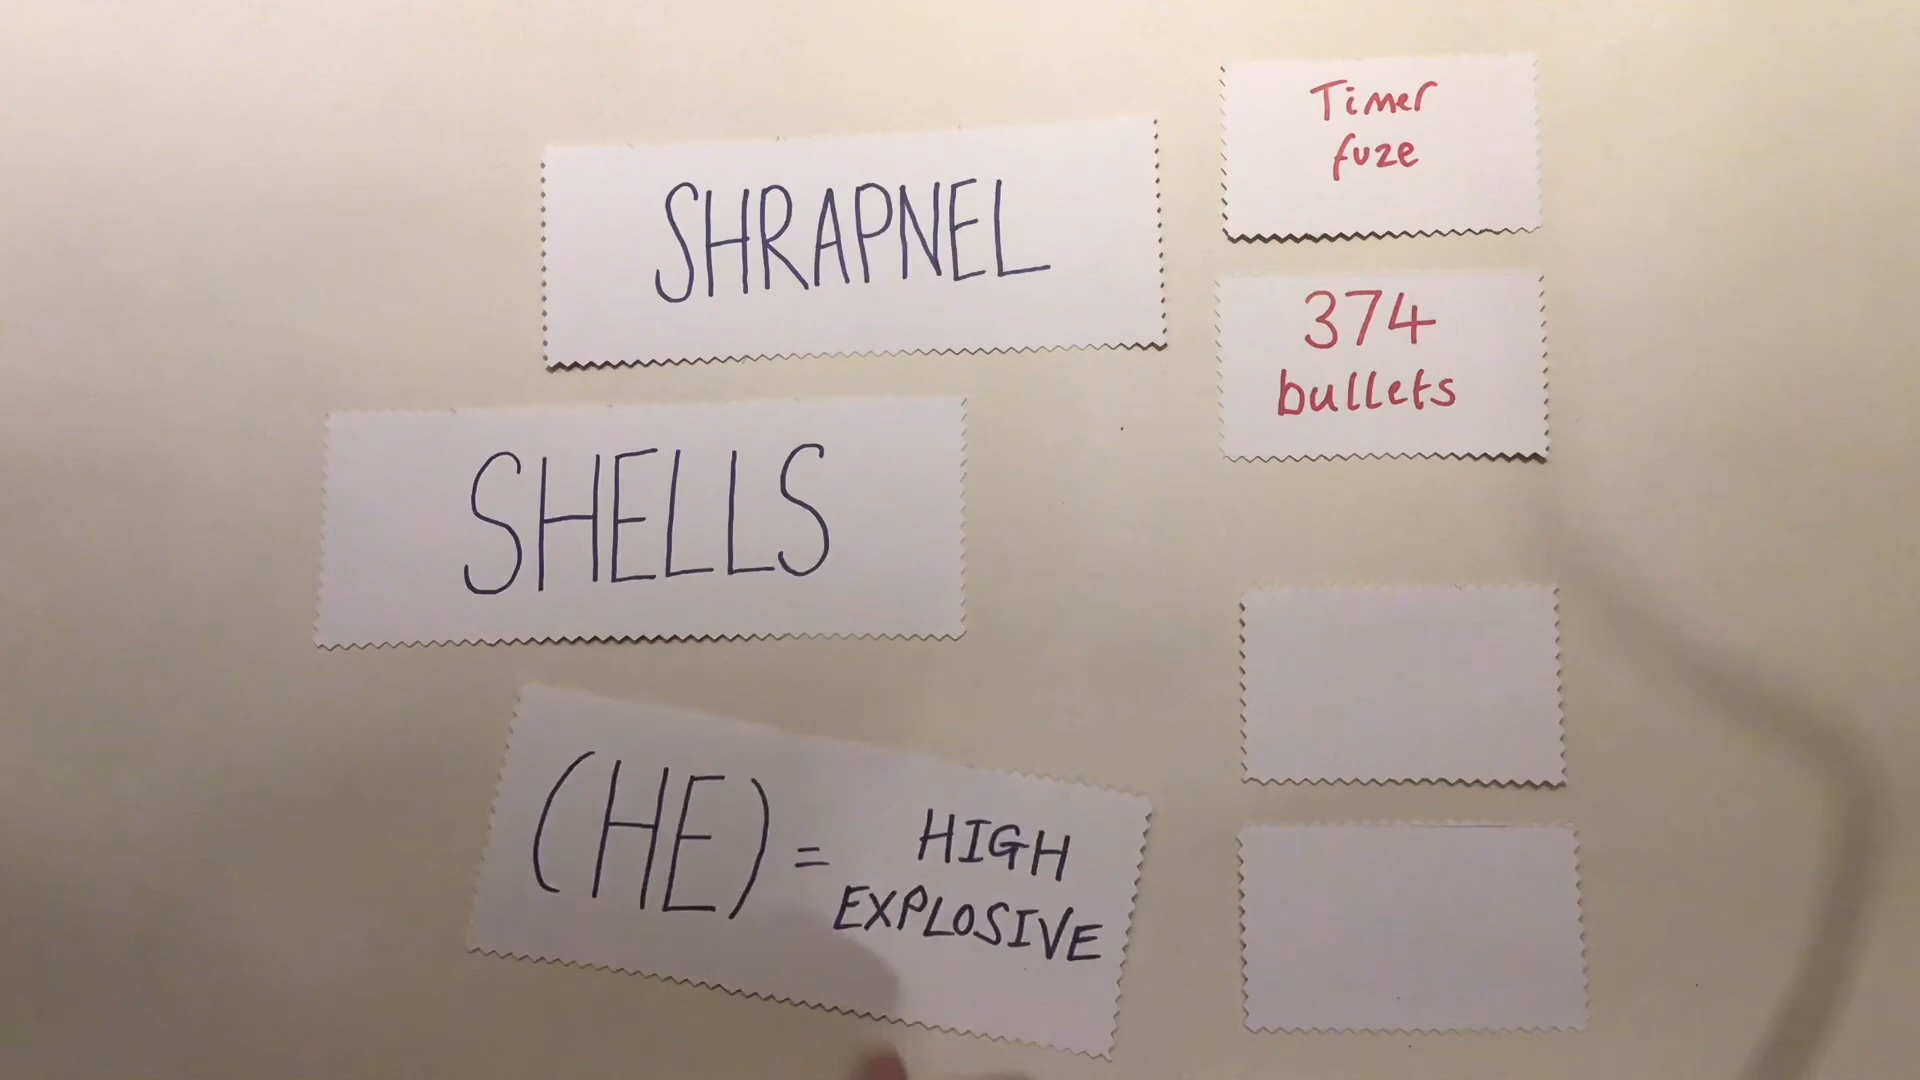 SHRAPNEL
Timer
fuze
374
bullets
SHELLS
(HE) = HIGH
EXPLOSIVE